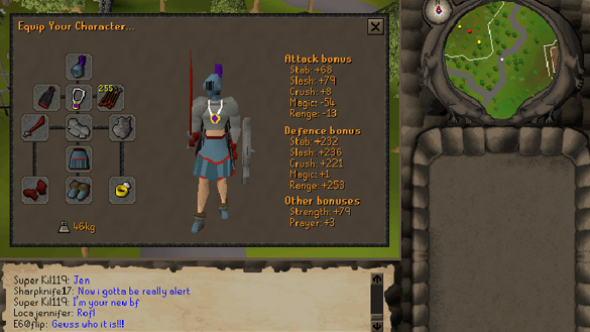 Equip Your Character...
255
Attack bonus
Stab: +68
Slash: +79
Crush: +8
Magic: -54
Range: -13
Defence bonus
Stab: +232
Slash: +236
Crush: +221
Magic: +1
Range: +253
Other bonuses
Strength: +79
Prayer: +3
46kg
Super Kil119: Jen
Sharpknife17: Now i gotta be really alert
Super Kil119: I'm your new bf
Loca jennifer: Rofl
E60flip: Geuss who it is!!!